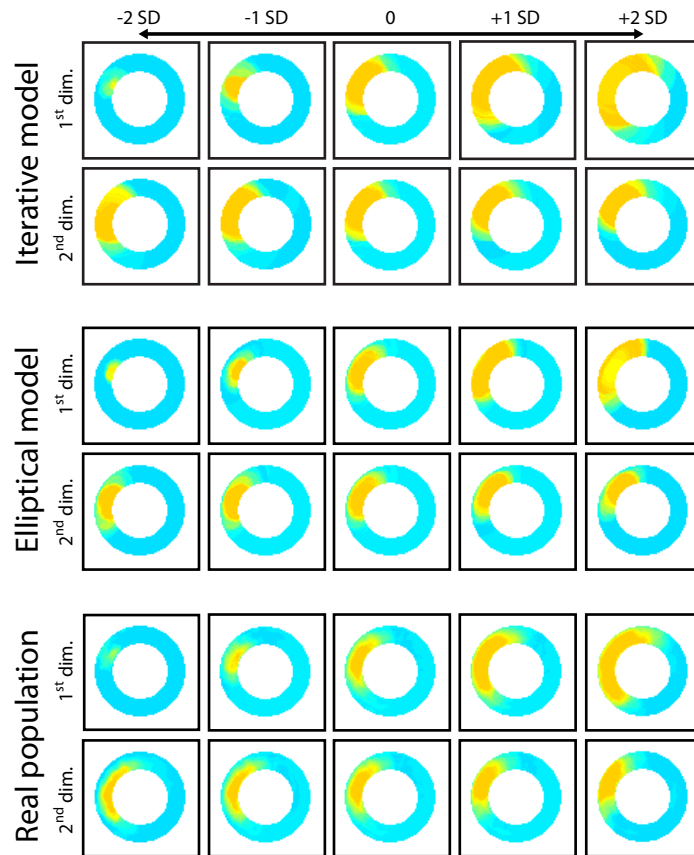 -2 SD -1 SD 0 +1 SD +2 SD
Iterative model
1st dim.
2nd dim.
Elliptical model
1st dim.
2nd dim.
Real population
1st dim.
2nd dim.